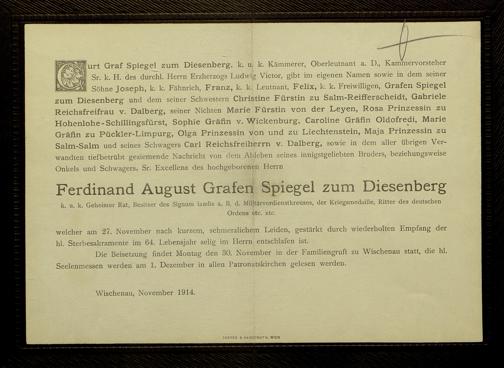 Curt Graf Spiegel zum Diesenberg, k. u. k. Kämmerer, Oberleutnant a. D., Kammervorsteher
Sr. k. H. des durchl. Herrn Erzherzogs Ludwig Victor, gibt im eigenen Namen sowie in dem seiner
Söhne Joseph, k. k. Fähnrich, Franz, k. k. Leutnant, Felix, k. k. Freiwilligen, Grafen Spiegel
zum Diesenberg und dem seiner Schwestern Christine Fürstin zu Salm-Reifferscheidt, Gabriele
Reichsfreifrau v. Dalberg, seiner Nichten Marie Fürstin von der Leyen, Rosa Prinzessin zu
Hohenlohe-Schillingsfürst, Sophie Gräfin v. Wickenburg, Caroline Gräfin Oldofredi, Marie
Gräfin zu Pückler-Limpurg, Olga Prinzessin von und zu Liechtenstein, Maja Prinzessin zu
Salm-Salm und seines Schwagers Carl Reichsfreiherrn v. Dalberg, sowie in dem aller übrigen Ver-
wandten tiefbetrübt geziemende Nachricht von dem Ableben seines innigstgeliebten Bruders, beziehungsweise
Onkels und Schwagers, Sr. Excellenz des hochgeborenen Herrn
Ferdinand August Grafen Spiegel zum Diesenberg
k. u. k. Geheimer Rat, Besitzer des Signum laudis a. R. d. Militärverdienstkreuzes, der Kriegsmedaille, Ritter des deutschen
Ordens etc. etc.
welcher am 27. November nach kurzem, schmerzlichem Leiden, gestärkt durch wiederholten Empfang der
hl. Sterbesakramente im 64. Lebensjahr selig im Herrn entschlafen ist.
Die Beisetzung findet Montag den 30. November in der Familiengruft zu Wischenau statt, die hl.
Seelenmessen werden am 1. Dezember in allen Patronatskirchen gelesen werden.
Wischenau, November 1914.
WIEN